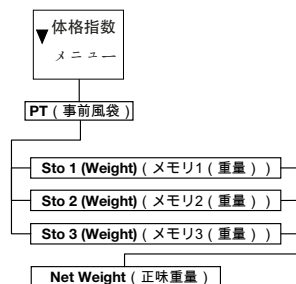 体格指数
メニュー
PT（事前風袋）
Sto 1 (Weight)（メモリ1（重量））
Sto 2 (Weight)（メモリ2（重量））
Sto 3 (Weight)（メモリ3（重量））
Net Weight（正味重量）